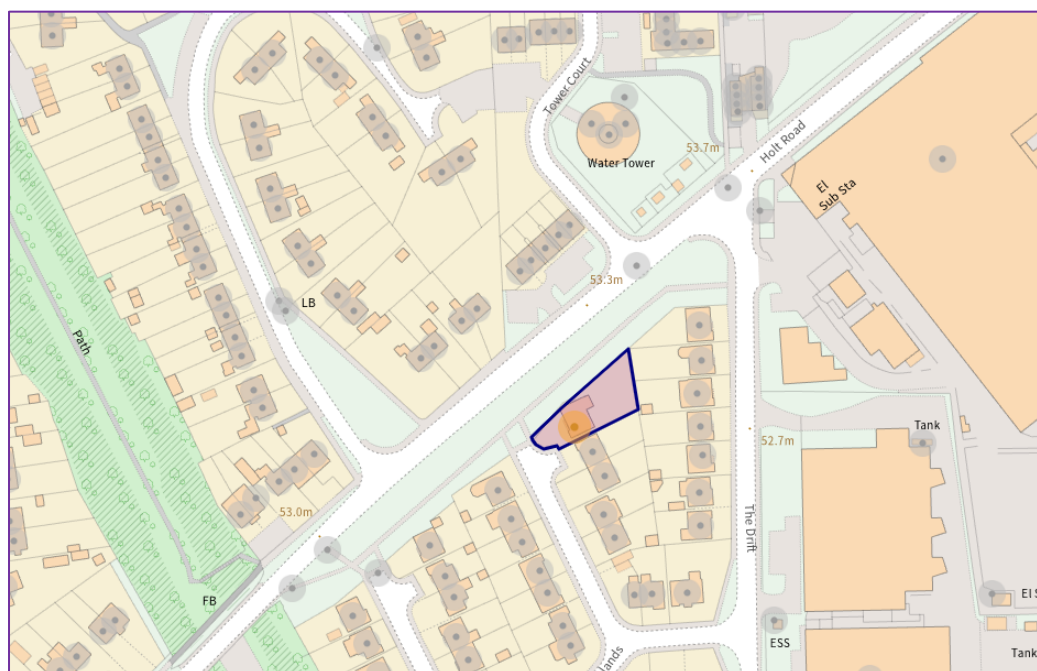 Tower Court
Holt Road
53.7m
Water Tower
El
Sub Sta
53.3m
LB
Path
Tank
52.7m
The Drift
53.0m
FB
El S
ESS
lands
Tank